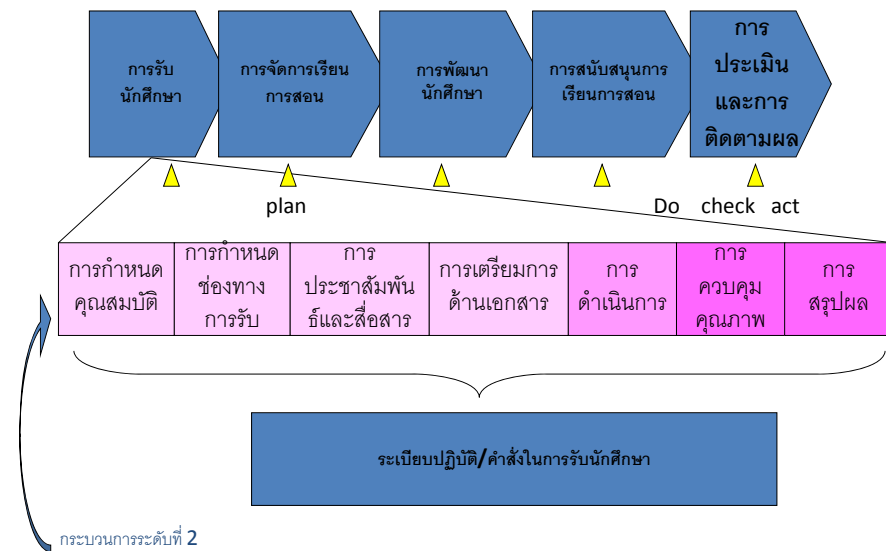 การรับ
นักศึกษา
การจัดการเรียน
การสอน
การพัฒนา
นักศึกษา
การสนับสนุนการ
เรียนการสอน
การ
ประเมิน
และการ
ติดตามผล
plan
Do check act
การกำหนด
คุณสมบัติ
การกำหนด
ช่องทาง
การรับ
การ
ประชาสัมพัน
ธ์และสื่อสาร
การเตรียมการ
ด้านเอกสาร
การ
ดำเนินการ
การ
ควบคุม
คุณภาพ
การ
สรุปผล
ระเบียบปฏิบัติ/คำสั่งในการรับนักศึกษา
กระบวนการระดับที่ 2